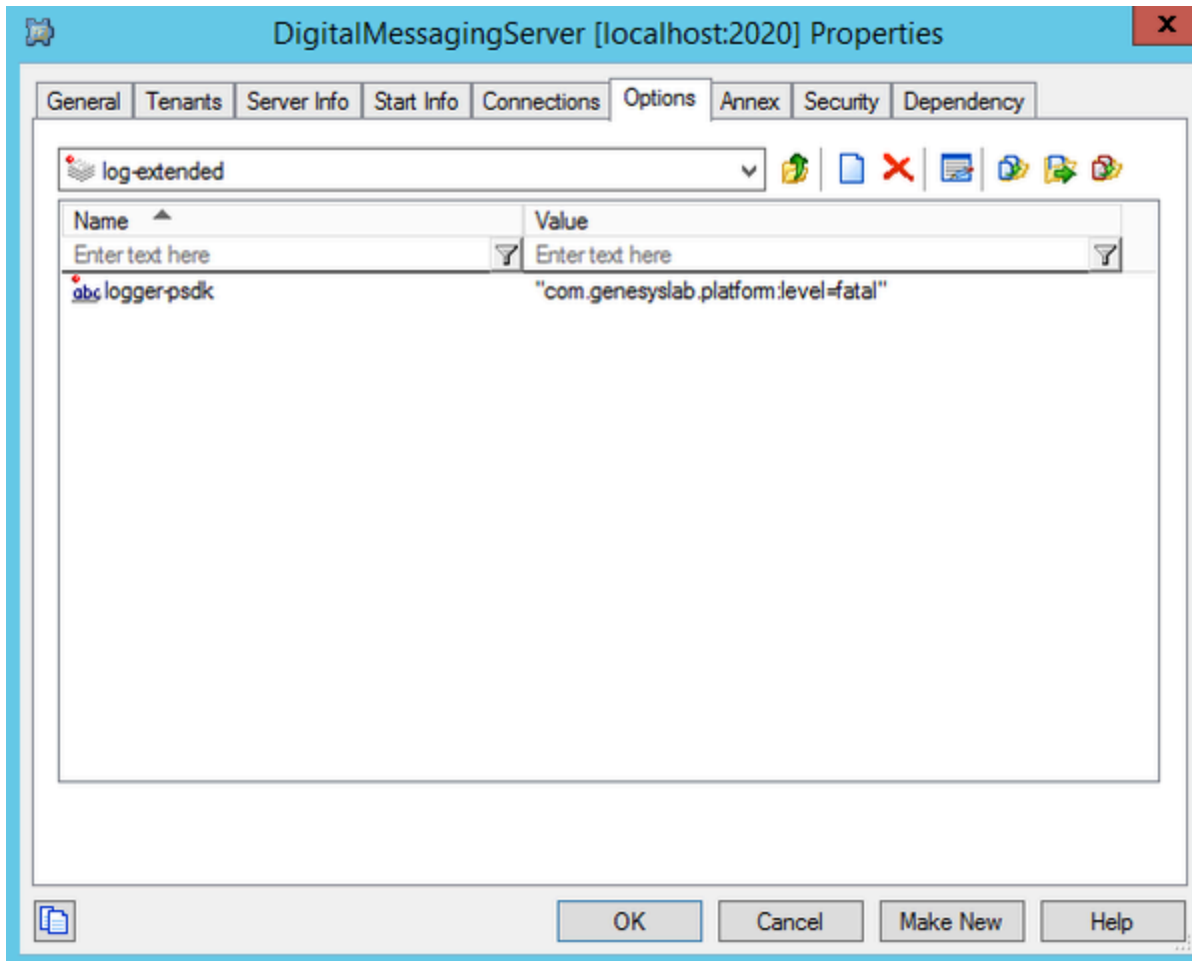 DigitalMessagingServer [localhost:2020] Properties
x
General Tenants Server Info Start Info Connections Options Annex Security Dependency
log-extended
Name Value
Enter text here Enter text here
abc logger-psdk "com.genesyslab.platform:level=fatal"
OK Cancel Make New Help